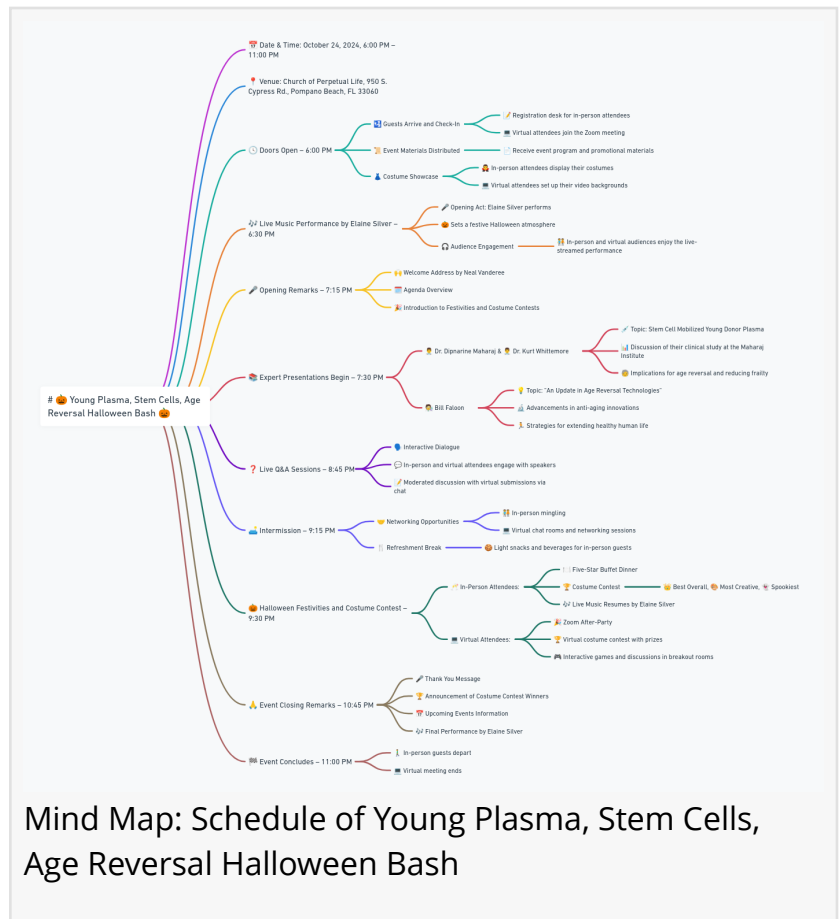 # 🎃 Young Plasma, Stem Cells, Age
Reversal Halloween Bash 🎃
📅 Date & Time: October 24, 2024, 6:00 PM –
11:00 PM
📍 Venue: Church of Perpetual Life, 950 S.
Cypress Rd., Pompano Beach, FL 33060
🕕 Doors Open – 6:00 PM
🛂 Guests Arrive and Check-In
📝 Registration desk for in-person attendees
💻 Virtual attendees join the Zoom meeting
📜 Event Materials Distributed
📄 Receive event program and promotional materials
👗 Costume Showcase
🧛 In-person attendees display their costumes
💻 Virtual attendees set up their video backgrounds
🎶 Live Music Performance by Elaine Silver –
6:30 PM
🎤 Opening Act: Elaine Silver performs
🎃 Sets a festive Halloween atmosphere
🎧 Audience Engagement
👯 In-person and virtual audiences enjoy the live-
streamed performance
🎤 Opening Remarks – 7:15 PM
🙌 Welcome Address by Neal Vanderee
🗓️ Agenda Overview
🎉 Introduction to Festivities and Costume Contests
📚 Expert Presentations Begin – 7:30 PM
👨‍⚕️ Dr. Dipnarine Maharaj & 👨‍⚕️ Dr. Kurt Whittemore
💉 Topic: Stem Cell Mobilized Young Donor Plasma
📊 Discussion of their clinical study at the Maharaj
Institute
🧓 Implications for age reversal and reducing frailty
🧑‍🔬 Bill Faloon
💡 Topic: "An Update in Age Reversal Technologies"
🔬 Advancements in anti-aging innovations
🏃 Strategies for extending healthy human life
❓ Live Q&A Sessions – 8:45 PM
🗣️ Interactive Dialogue
💬 In-person and virtual attendees engage with speakers
📝 Moderated discussion with virtual submissions via
chat
🛋️ Intermission – 9:15 PM
🤝 Networking Opportunities
👯 In-person mingling
💻 Virtual chat rooms and networking sessions
🍴 Refreshment Break
🍪 Light snacks and beverages for in-person guests
🎃 Halloween Festivities and Costume Contest –
9:30 PM
🥂 In-Person Attendees:
🍽️ Five-Star Buffet Dinner
🏆 Costume Contest
👑 Best Overall, 🎨 Most Creative, 👻 Spookiest
🎶 Live Music Resumes by Elaine Silver
💻 Virtual Attendees:
🎉 Zoom After-Party
🏆 Virtual costume contest with prizes
🎮 Interactive games and discussions in breakout rooms
🙏 Event Closing Remarks – 10:45 PM
🎤 Thank You Message
🏆 Announcement of Costume Contest Winners
📅 Upcoming Events Information
🎶 Final Performance by Elaine Silver
🏁 Event Concludes – 11:00 PM
🚶 In-person guests depart
💻 Virtual meeting ends
Mind Map: Schedule of Young Plasma, Stem Cells,
Age Reversal Halloween Bash